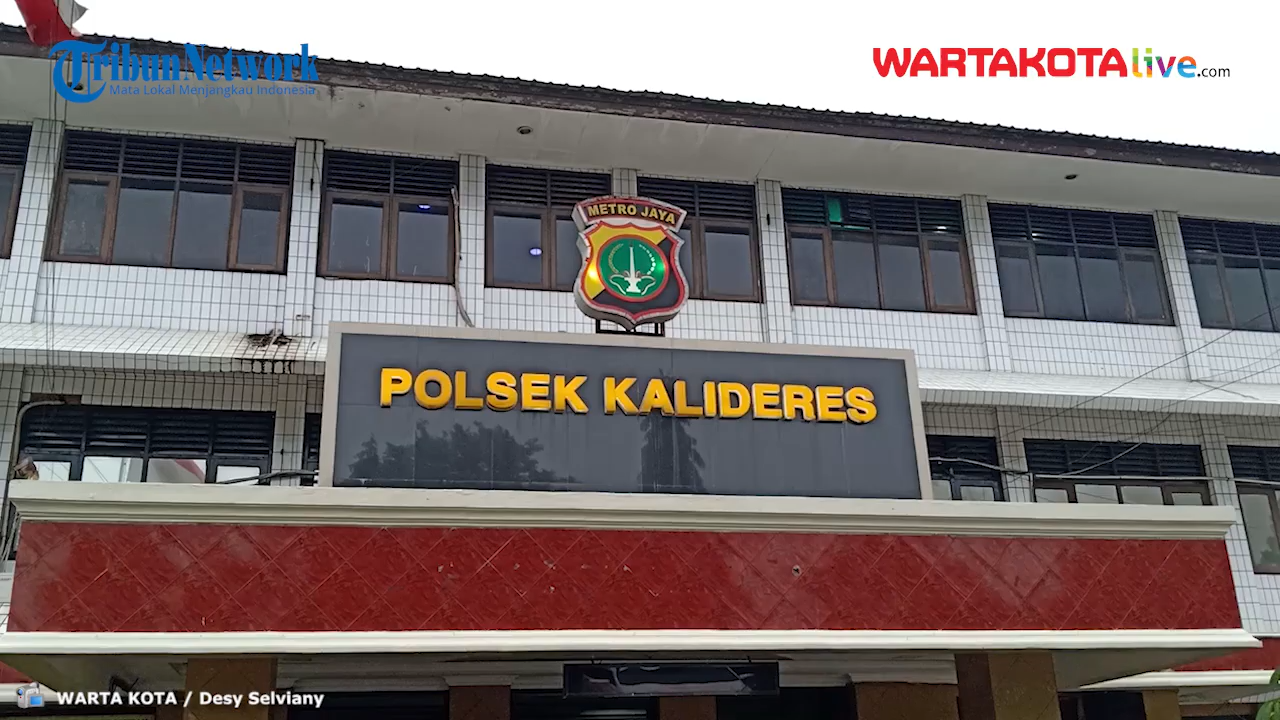 TribunNetwork
Mata Lokal Menjangkau Indonesia
WARTAKOTAlive.com
METRO JAYA
POLSEK KALIDERES
WARTA KOTA / Desy Selviany